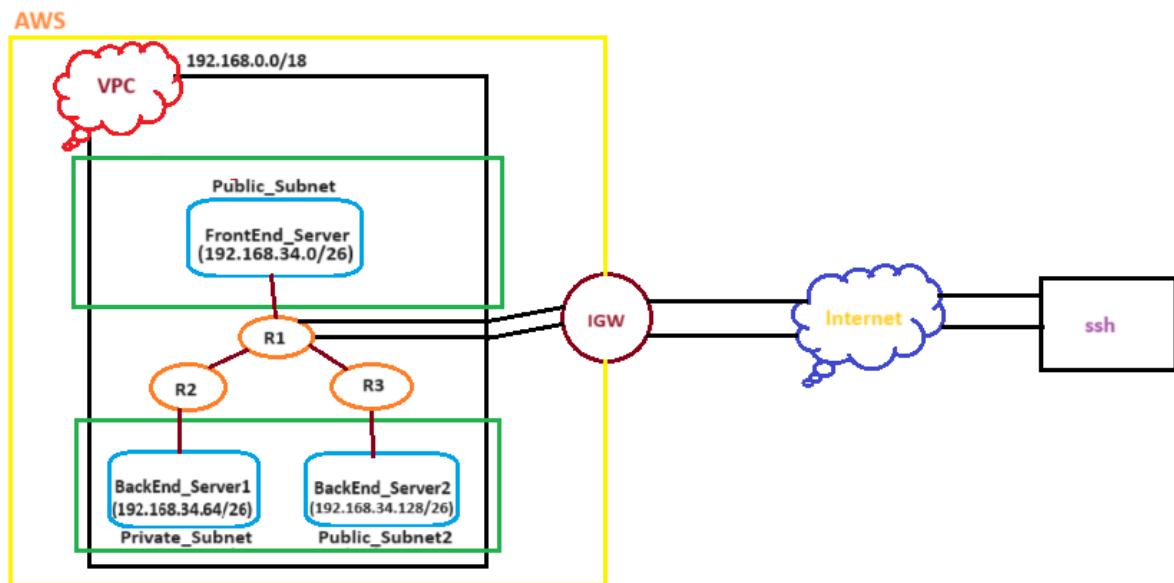 AWS
192.168.0.0/18
VPC
Public_Subnet
FrontEnd_Server
(192.168.34.0/26)
R1
IGW
Internet
ssh
R2
R3
BackEnd_Server1
(192.168.34.64/26)
Private_Subnet
BackEnd_Server2
(192.168.34.128/26)
Public_Subnet2